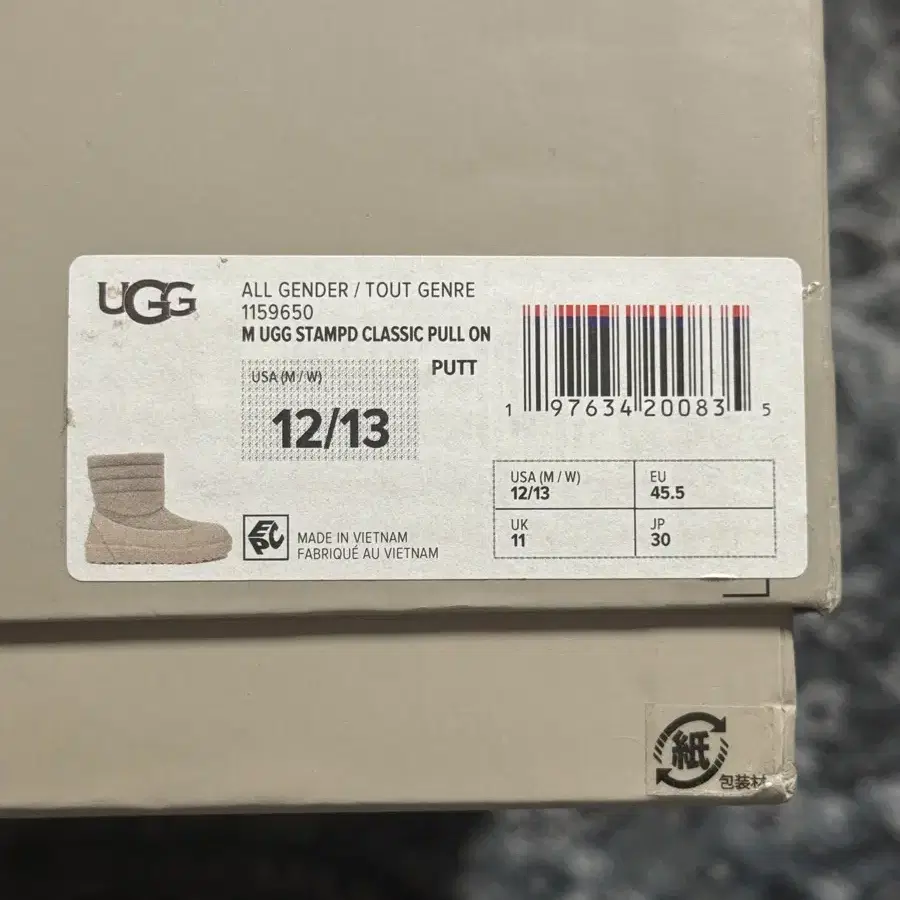 UGG
ALL GENDER / TOUT GENRE
1159650
M UGG STAMPD CLASSIC PULL ON
PUTT
USA (M / W)
12/13
1 97634 20083 5
USA (M / W)
12/13
EU
45.5
UK
11
JP
30
EPC
MADE IN VIETNAM
FABRIQUÉ AU VIETNAM
紙
包装材